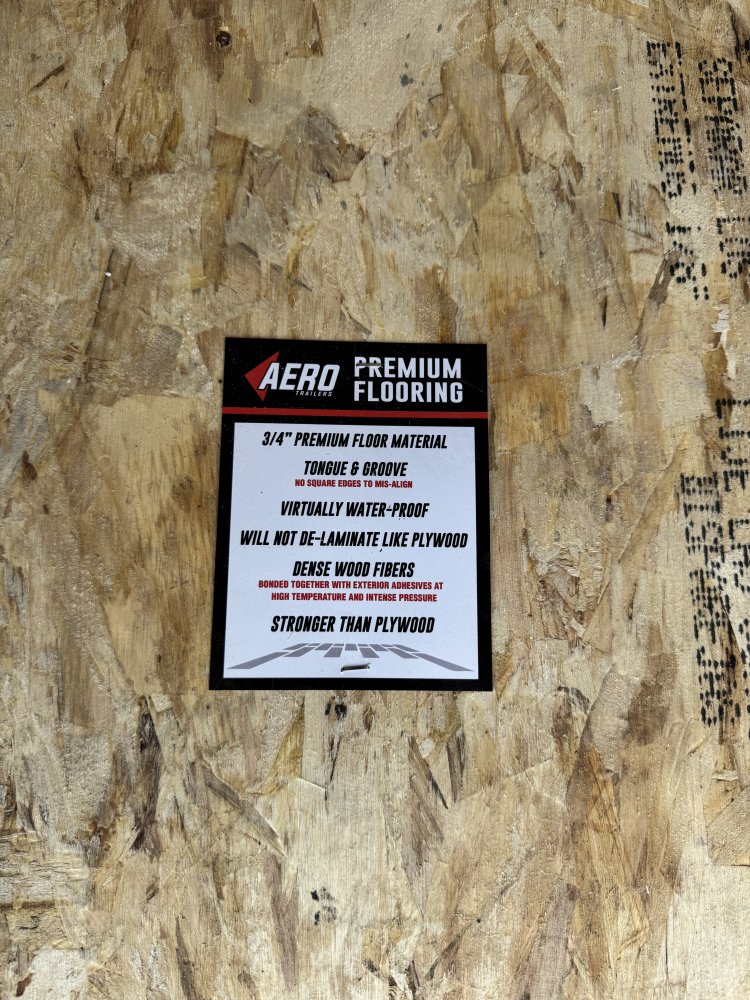 AERO
TRAILERS
PREMIUM
FLOORING
3/4" PREMIUM FLOOR MATERIAL
TONGUE & GROOVE
NO SQUARE EDGES TO MIS-ALIGN
VIRTUALLY WATER-PROOF
WILL NOT DE-LAMINATE LIKE PLYWOOD
DENSE WOOD FIBERS
BONDED TOGETHER WITH EXTERIOR ADHESIVES AT
HIGH TEMPERATURE AND INTENSE PRESSURE
STRONGER THAN PLYWOOD